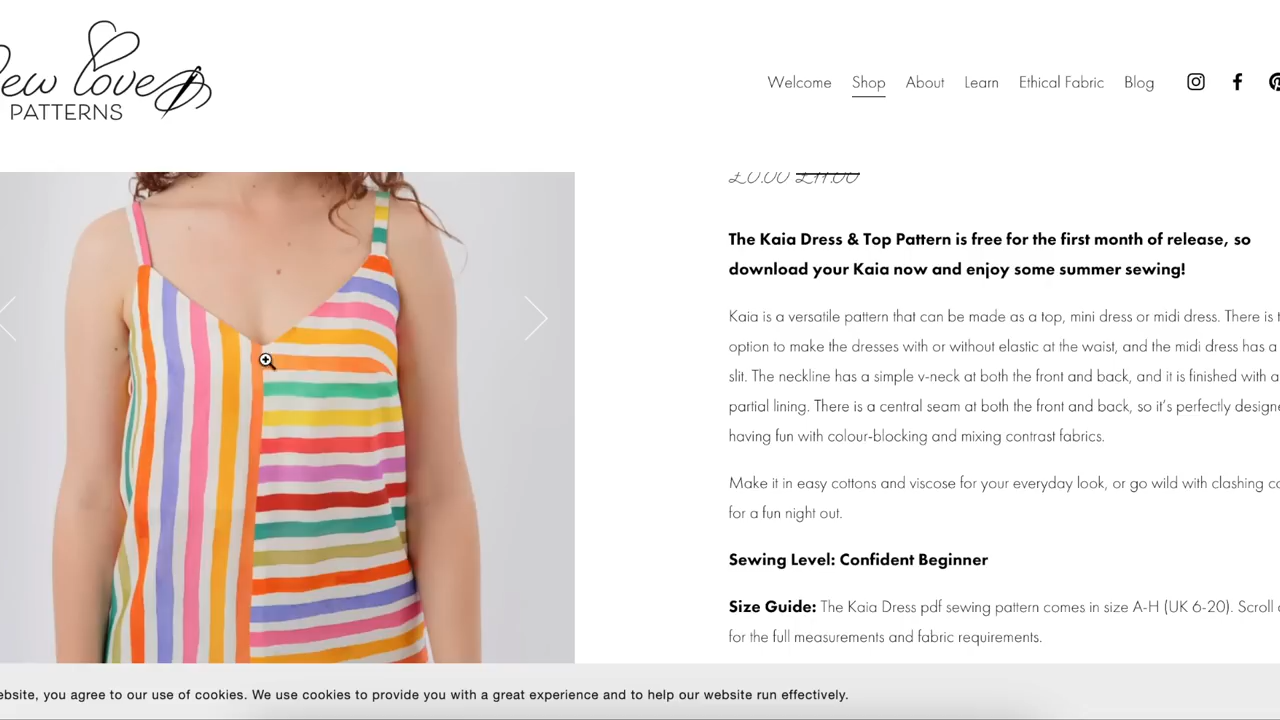 ew love
PATTERNS
Welcome Shop About Learn Ethical Fabric Blog
£0.00 £11.00
The Kaia Dress & Top Pattern is free for the first month of release, so
download your Kaia now and enjoy some summer sewing!
Kaia is a versatile pattern that can be made as a top, mini dress or midi dress. There is t
option to make the dresses with or without elastic at the waist, and the midi dress has a
slit. The neckline has a simple v-neck at both the front and back, and it is finished with a
partial lining. There is a central seam at both the front and back, so it's perfectly designe
having fun with colour-blocking and mixing contrast fabrics.
Make it in easy cottons and viscose for your everyday look, or go wild with clashing co
for a fun night out.
Sewing Level: Confident Beginner
Size Guide: The Kaia Dress pdf sewing pattern comes in size A-H (UK 6-20). Scroll
for the full measurements and fabric requirements.
ebsite, you agree to our use of cookies. We use cookies to provide you with a great experience and to help our website run effectively.